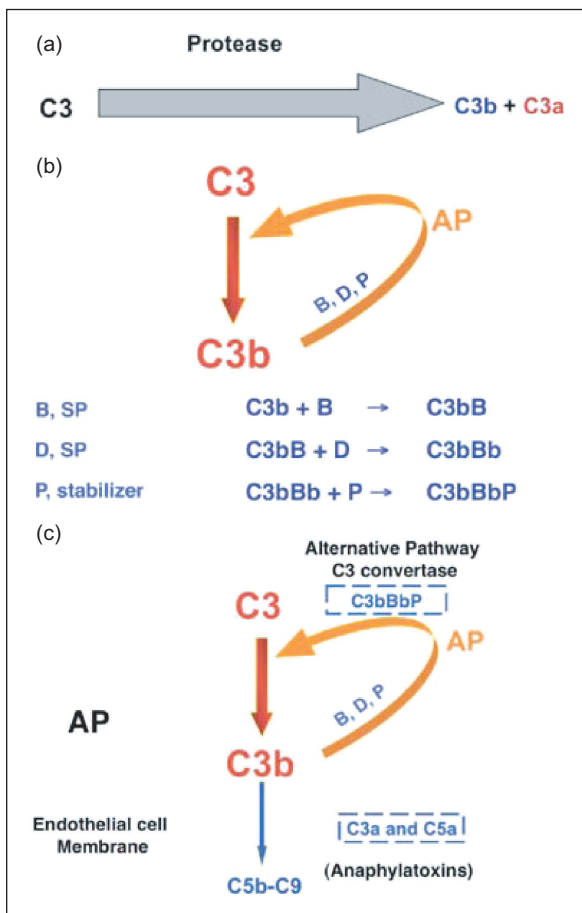 (a)
Protease
C3
C3b + C3a
(b)
C3
AP
B, D, P
C3b
B, SP C3b + B → C3bB
D, SP C3bB + D → C3bBb
P, stabilizer C3bBb + P → C3bBbP
(c)
Alternative Pathway
C3 convertase
C3bBbP
C3
AP
B, D, P
AP
C3b
Endothelial cell
Membrane
C3a and C5a
(Anaphylatoxins)
C5b-C9